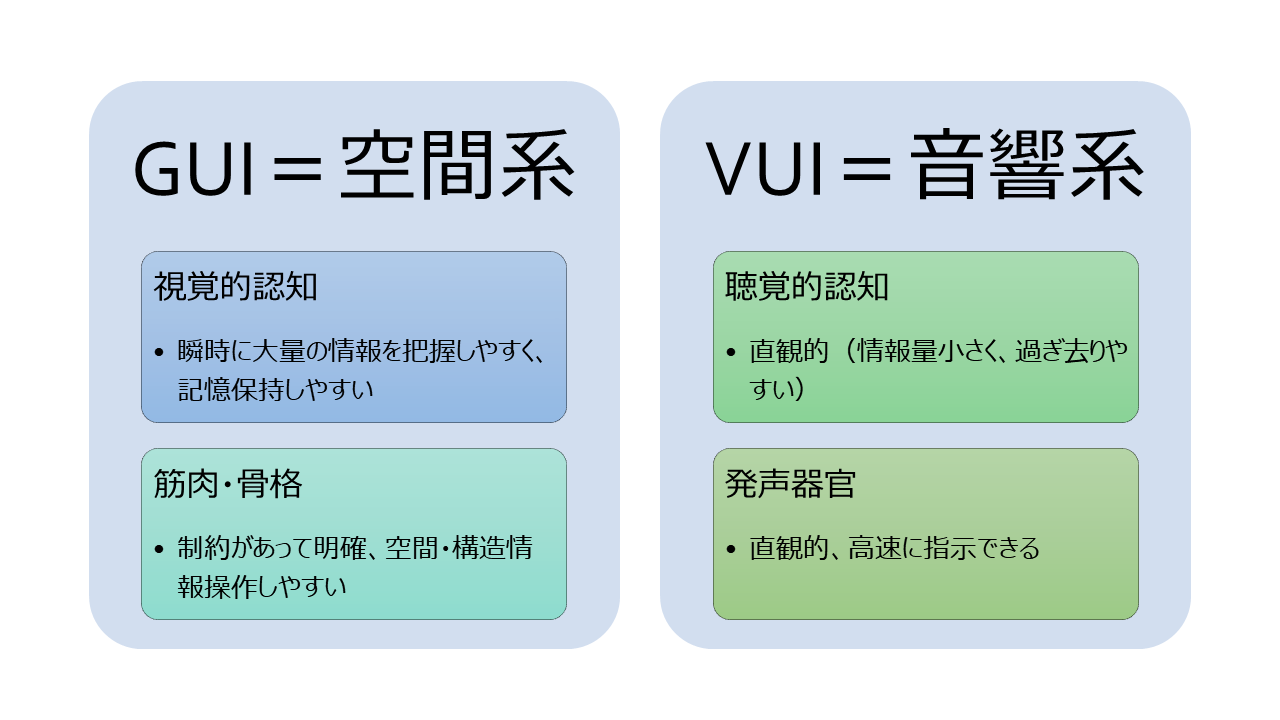 GUI＝空間系
視覚的認知
• 瞬時に大量の情報を把握しやすく、
記憶保持しやすい
筋肉・骨格
• 制約があって明確、空間・構造情
報操作しやすい
VUI＝音響系
聴覚的認知
• 直観的（情報量小さく、過ぎ去りや
すい）
発声器官
• 直観的、高速に指示できる